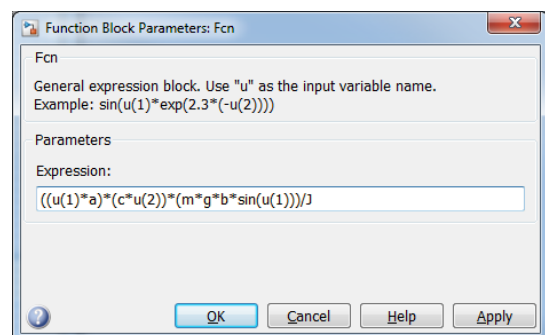 Function Block Parameters: Fcn
Fcn
General expression block. Use "u" as the input variable name.
Example: sin(u(1)*exp(2.3*(-u(2))))
Parameters
Expression:
((u(1)*a)*(c*u(2))*(m*g*b*sin(u(1)))/J
OK Cancel Help Apply